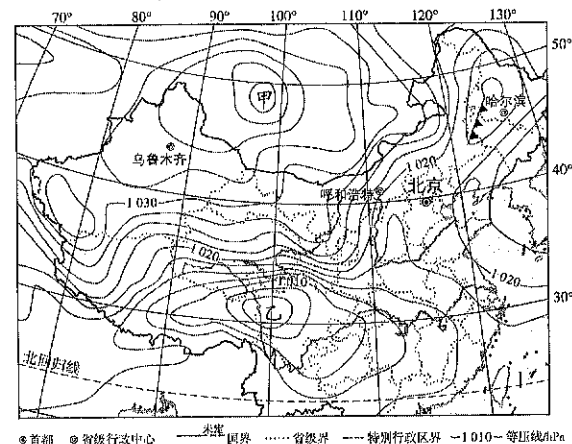 70° 80° 90° 100° 110° 120° 130°
50°
甲
哈尔滨
乌鲁木齐
1 020
呼和浩特
北京
40°
1 030
1 020
1 010
1 020
乙
30°
北回归线
首都 省级行政中心 未定 国界 省级界 特别行政区界 1 010 等压线/hPa